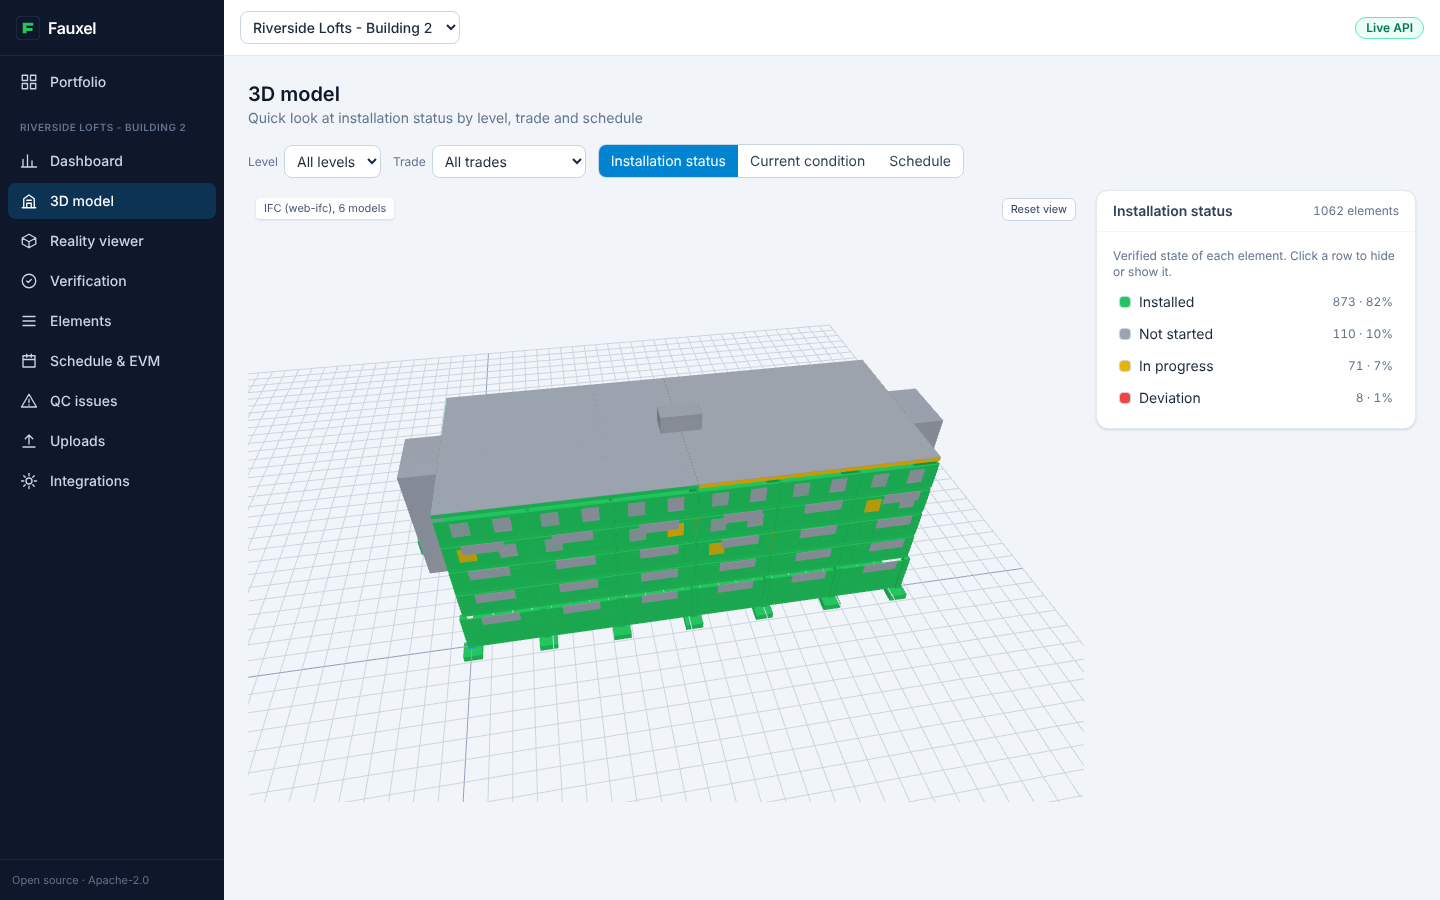 Fauxel
Riverside Lofts - Building 2
Live API
Portfolio
RIVERSIDE LOFTS - BUILDING 2
Dashboard
3D model
Reality viewer
Verification
Elements
Schedule & EVM
QC issues
Uploads
Integrations
Open source · Apache-2.0
3D model
Quick look at installation status by level, trade and schedule
Level All levels Trade All trades Installation status Current condition Schedule
IFC (web-ifc), 6 models
Reset view
Installation status 1062 elements
Verified state of each element. Click a row to hide
or show it.
Installed 873 · 82%
Not started 110 · 10%
In progress 71 · 7%
Deviation 8 · 1%